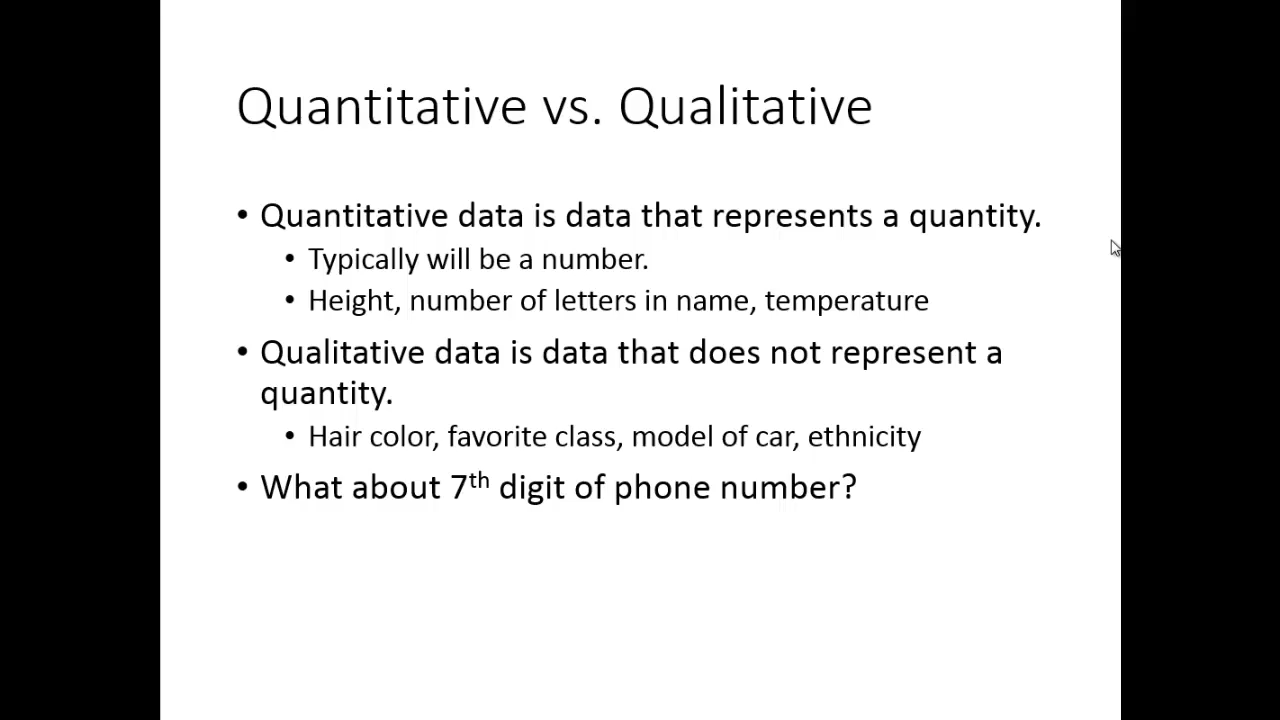 Quantitative vs. Qualitative
• Quantitative data is data that represents a quantity.
• Typically will be a number.
• Height, number of letters in name, temperature
• Qualitative data is data that does not represent a
quantity.
• Hair color, favorite class, model of car, ethnicity
• What about 7th digit of phone number?